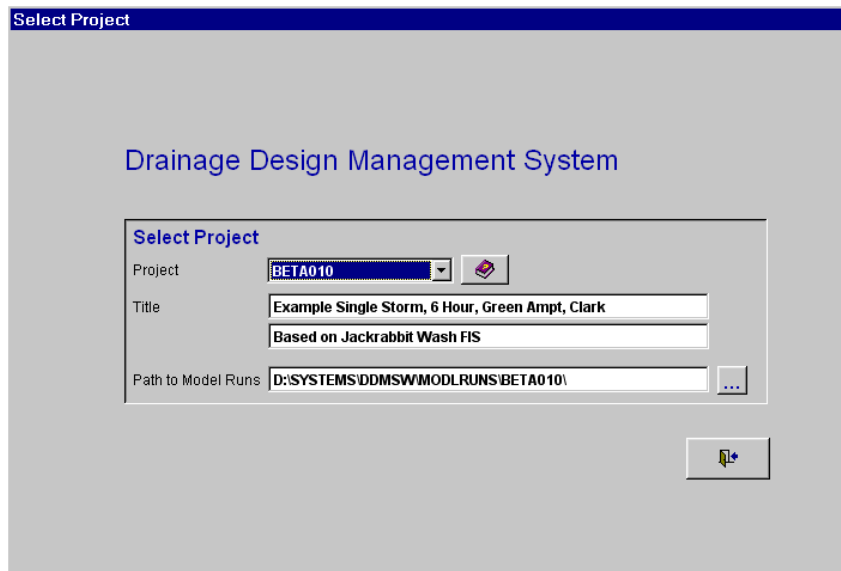 Select Project
Drainage Design Management System
Select Project
Project BETA010
Title Example Single Storm, 6 Hour, Green Ampt, Clark
Based on Jackrabbit Wash FIS
Path to Model Runs D:\SYSTEMS\DDMSW\MODLRUNS\BETA010\ ...